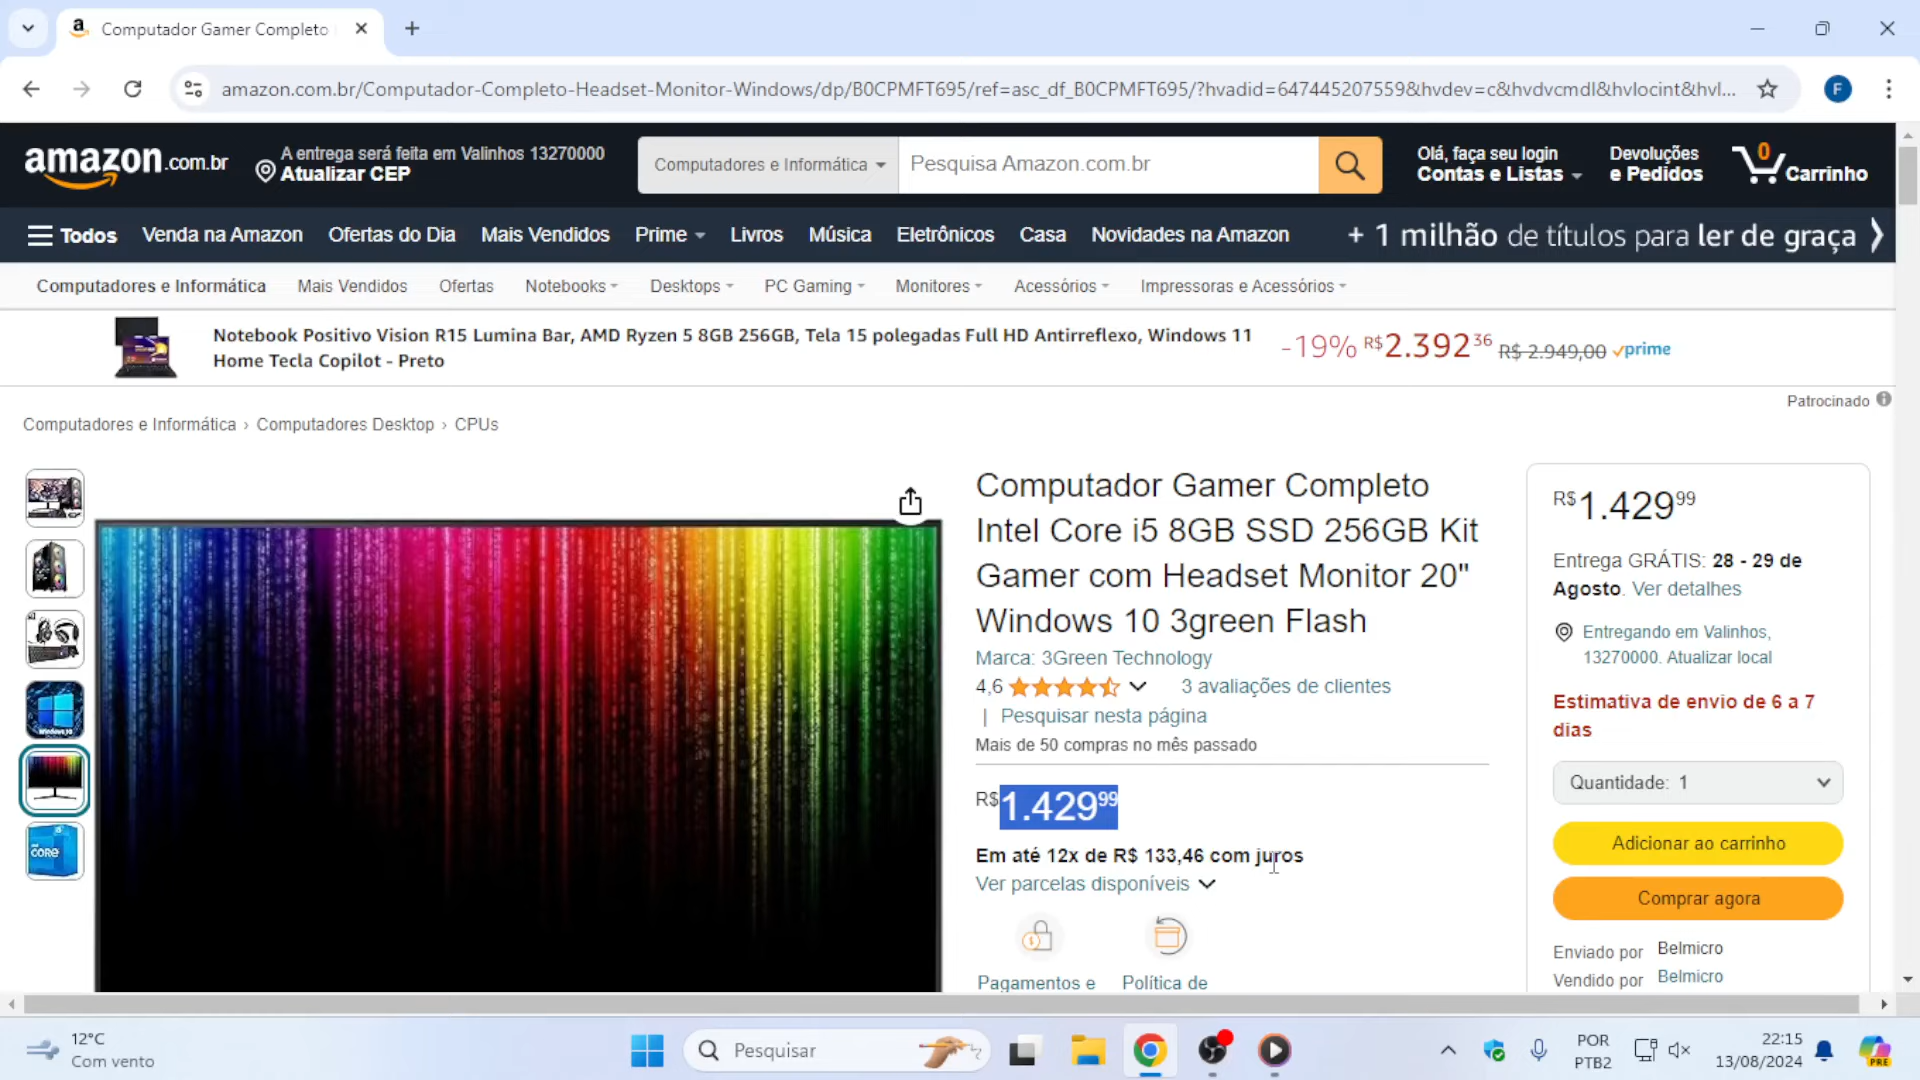 Computador Gamer Completo
amazon.com.br/Computador-Completo-Headset-Monitor-Windows/dp/B0CPMFT695/ref=asc_df_B0CPMFT695/?hvadid=647445207559&hvdev=c&hvdvcmdl&hvlocint&hvl...
F
amazon.com.br
A entrega será feita em Valinhos 13270000
Atualizar CEP
Computadores e Informática
Pesquisa Amazon.com.br
Olá, faça seu login
Contas e Listas
Devoluções
e Pedidos
0
Carrinho
Todos
Venda na Amazon
Ofertas do Dia
Mais Vendidos
Prime
Livros
Música
Eletrônicos
Casa
Novidades na Amazon
+ 1 milhão de títulos para ler de graça
Computadores e Informática
Mais Vendidos
Ofertas
Notebooks
Desktops
PC Gaming
Monitores
Acessórios
Impressoras e Acessórios
Notebook Positivo Vision R15 Lumina Bar, AMD Ryzen 5 8GB 256GB, Tela 15 polegadas Full HD Antirreflexo, Windows 11
Home Tecla Copilot - Preto
-19% R$2.39236 R$ 2.949,00 prime
Patrocinado
Computadores e Informática › Computadores Desktop › CPUs
Computador Gamer Completo
Intel Core i5 8GB SSD 256GB Kit
Gamer com Headset Monitor 20"
Windows 10 3green Flash
Marca: 3Green Technology
4,6
3 avaliações de clientes
| Pesquisar nesta página
Mais de 50 compras no mês passado
R$1.42999
Em até 12x de R$ 133,46 com juros
Ver parcelas disponíveis
Pagamentos e
Política de
R$1.42999
Entrega GRÁTIS: 28 - 29 de
Agosto. Ver detalhes
Entregando em Valinhos,
13270000. Atualizar local
Estimativa de envio de 6 a 7
dias
Quantidade: 1
Adicionar ao carrinho
Comprar agora
Enviado por Belmicro
Vendido por Belmicro
CORE
12°C
Com vento
Pesquisar
POR
PTB2
22:15
13/08/2024
PRE